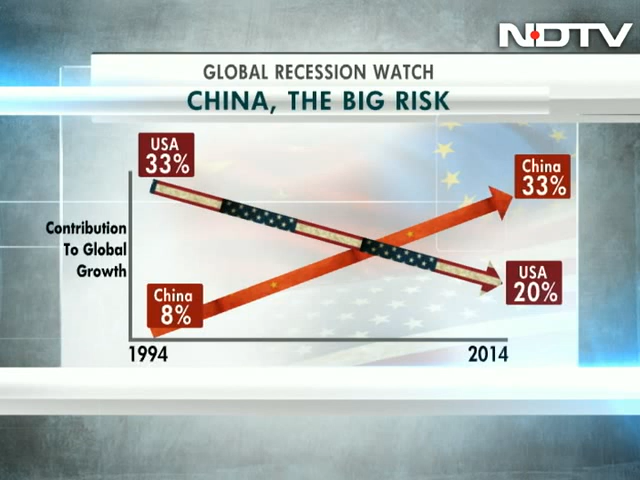 NDTV
GLOBAL RECESSION WATCH
CHINA, THE BIG RISK
USA
33%
China
33%
Contribution
To Global
Growth
China
8%
USA
20%
1994
2014